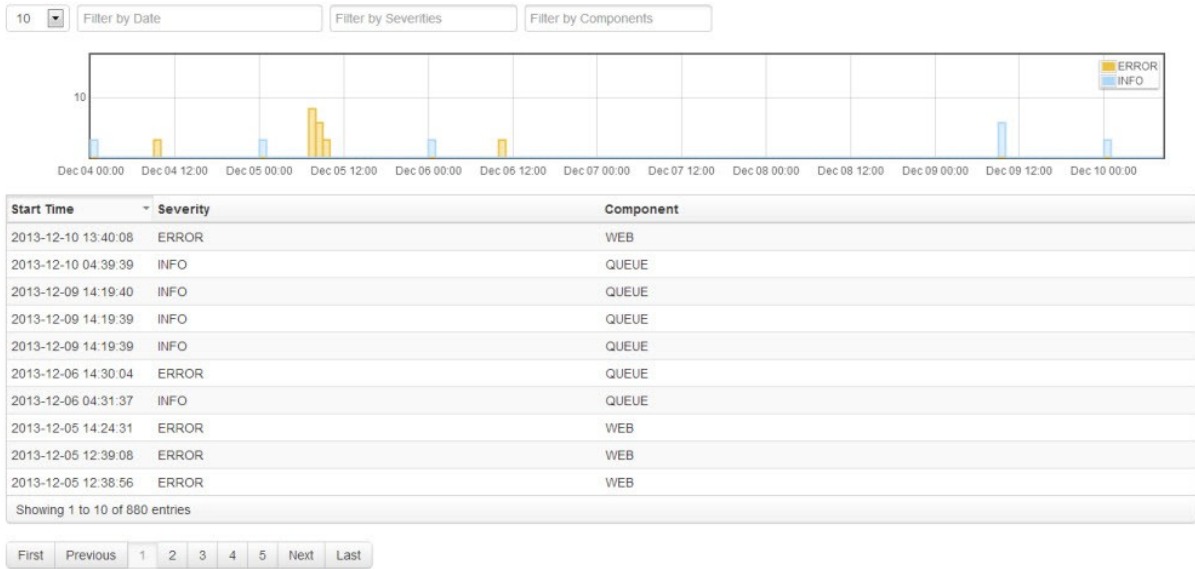 10 Filter by Date Filter by Severities Filter by Components
ERROR
INFO
10
Dec 04 00:00 Dec 04 12:00 Dec 05 00:00 Dec 05 12:00 Dec 06 00:00 Dec 06 12:00 Dec 07 00:00 Dec 07 12:00 Dec 08 00:00 Dec 08 12:00 Dec 09 00:00 Dec 09 12:00 Dec 10 00:00
Start Time Severity Component
2013-12-10 13:40:08 ERROR WEB
2013-12-10 04:39:39 INFO QUEUE
2013-12-09 14:19:40 INFO QUEUE
2013-12-09 14:19:39 INFO QUEUE
2013-12-09 14:19:39 INFO QUEUE
2013-12-06 14:30:04 ERROR QUEUE
2013-12-06 04:31:37 INFO QUEUE
2013-12-05 14:24:31 ERROR WEB
2013-12-05 12:39:08 ERROR WEB
2013-12-05 12:38:56 ERROR WEB
Showing 1 to 10 of 880 entries
First Previous 1 2 3 4 5 Next Last